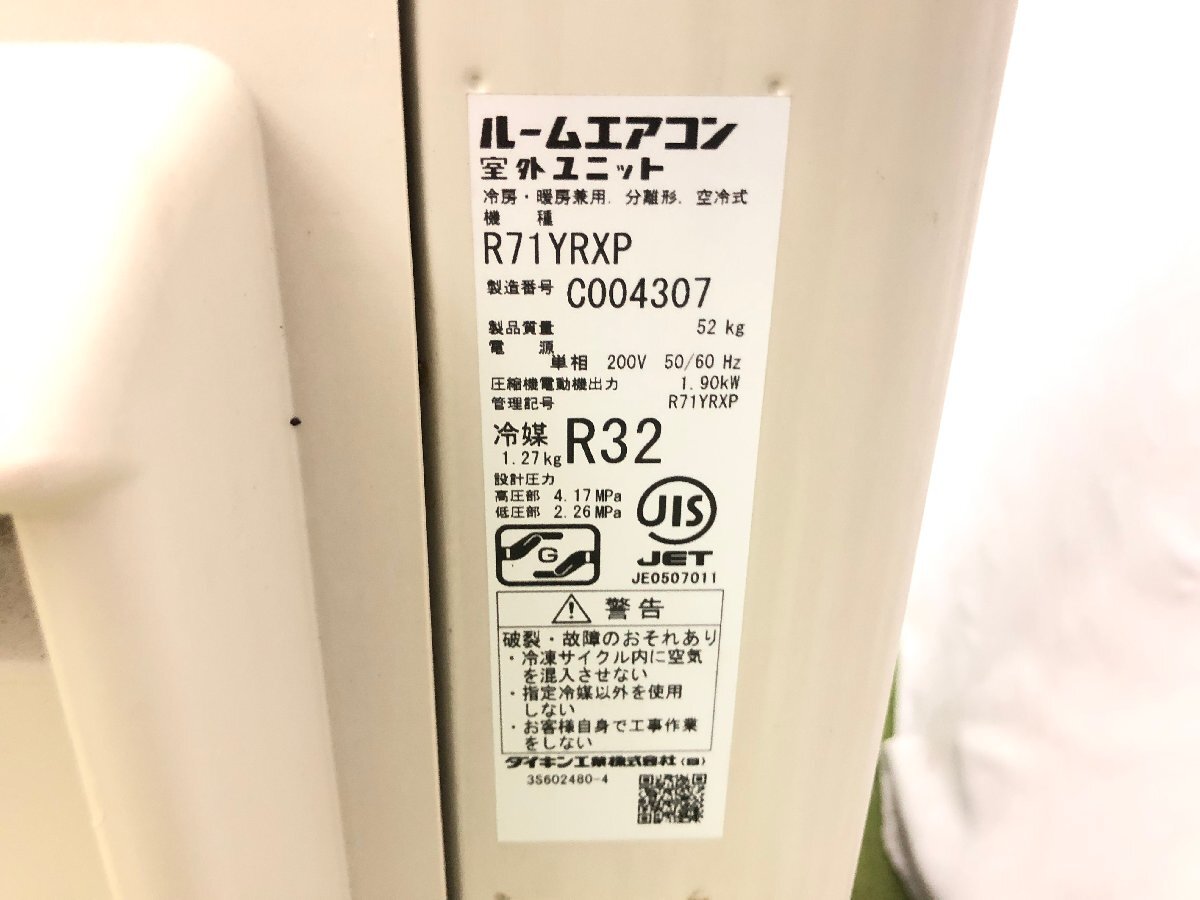 ルームエアコン
室外ユニット
冷房・暖房兼用. 分離形. 空冷式
機 種
R71YRXP
製造番号 C004307
製品質量 52 kg
電 源
単相 200V 50/60 Hz
圧縮機電動機出力 1.90kW
管理記号 R71YRXP
冷媒 R32
1.27kg
設計圧力
高圧部 4.17MPa
低圧部 2.26MPa
JIS
G
JET
JE0507011
警告
破裂・故障のおそれあり
・冷凍サイクル内に空気
を混入させない
・指定冷媒以外を使用
しない
・お客様自身で工事作業
をしない
ダイキン工業株式会社
3S602480-4